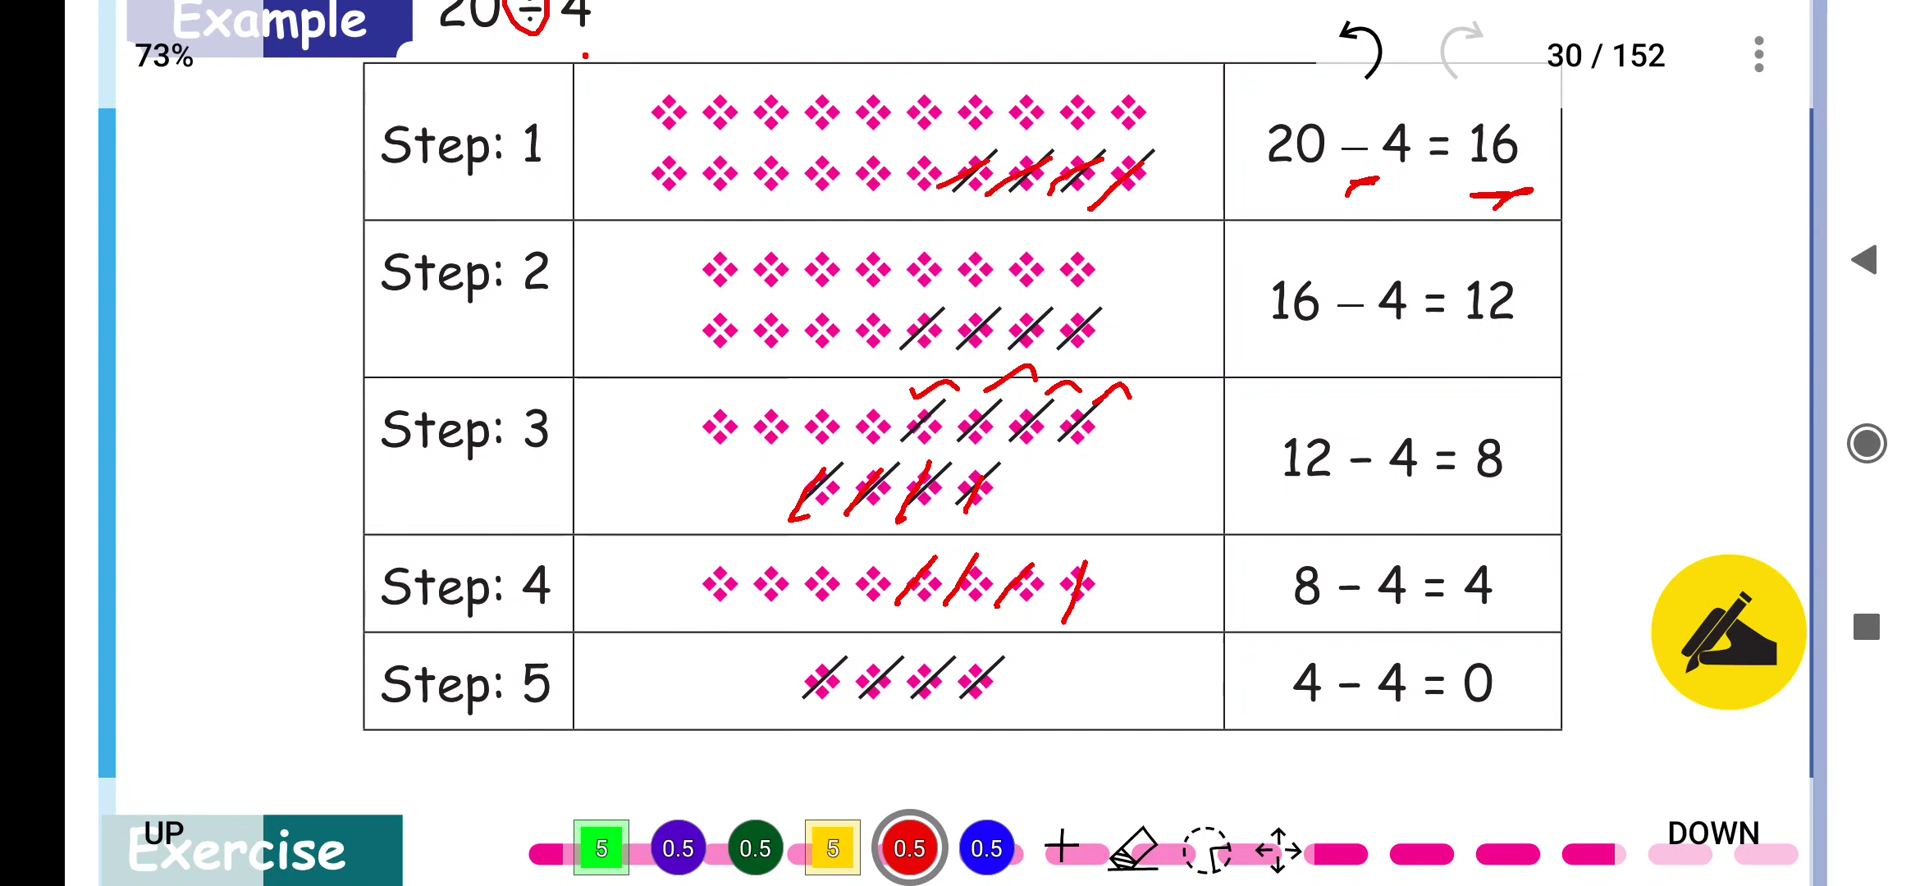 Example 20 ÷ 4
73%
30 / 152
Step: 1 20 – 4 = 16
Step: 2 16 – 4 = 12
Step: 3 12 - 4 = 8
Step: 4 8 - 4 = 4
Step: 5 4 - 4 = 0
UP
DOWN
Exercise
5 0.5 0.5 5 0.5 0.5